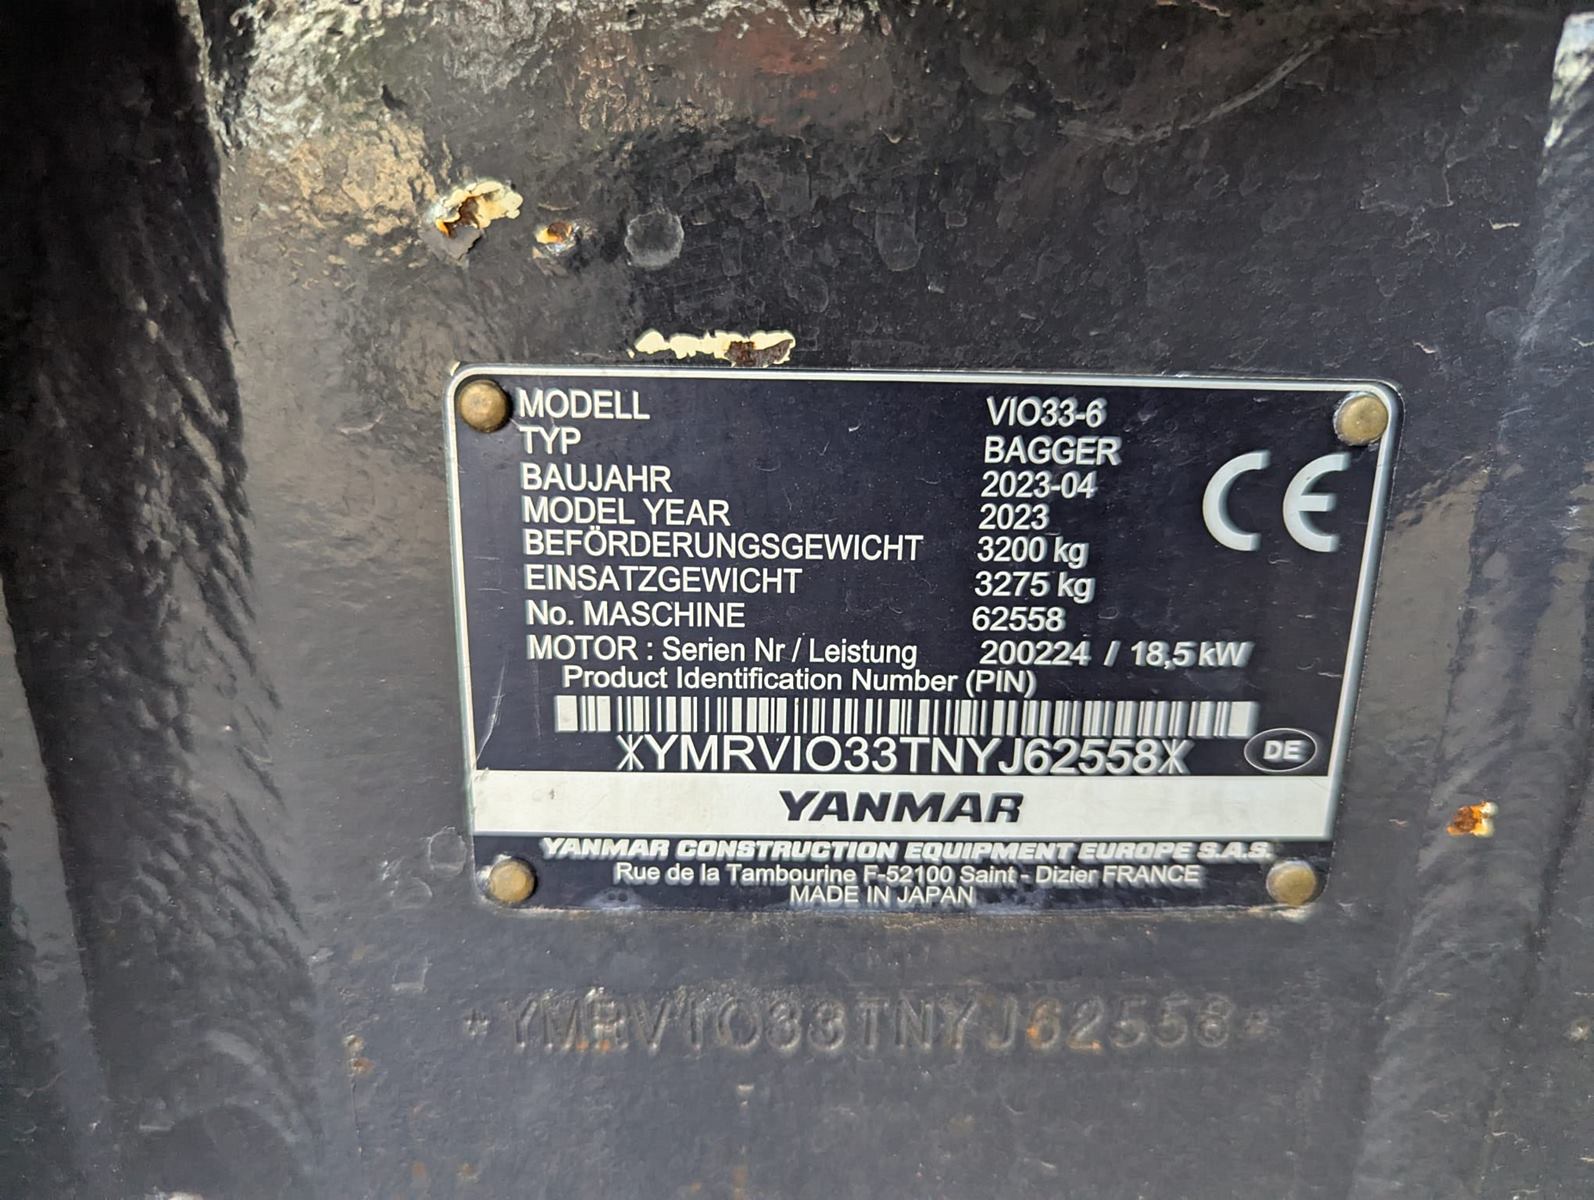 MODELL VIO33-6
TYP BAGGER
BAUJAHR 2023-04
MODEL YEAR 2023
BEFÖRDERUNGSGEWICHT 3200 kg
EINSATZGEWICHT 3275 kg
No. MASCHINE 62558
MOTOR : Serien Nr / Leistung 200224 / 18,5 kW
CE
Product Identification Number (PIN)
XYMRVIO33TNYJ62558X
DE
YANMAR
YANMAR CONSTRUCTION EQUIPMENT EUROPE S.A.S.
Rue de la Tambourine F-52100 Saint - Dizier FRANCE
MADE IN JAPAN
*YMRVIO33TNYJ62558*